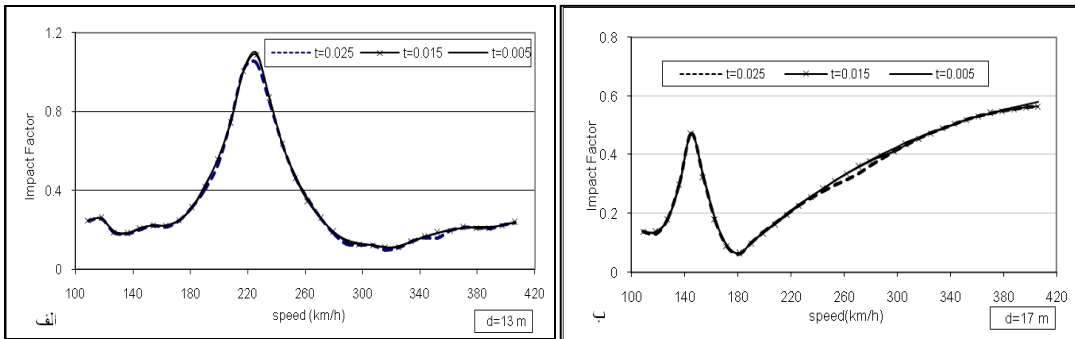 1.2
0.8
0.4
0
Impact Factor
t=0.025 t=0.015 t=0.005
100 140 180 220 260 300 340 380 420
speed (km/h)
d=13 m
الف
0.8
0.6
0.4
0.2
0.0
Impact Factor
t=0.025 t=0.015 t=0.005
100 140 180 220 260 300 340 380 420
speed(km/h)
d=17 m